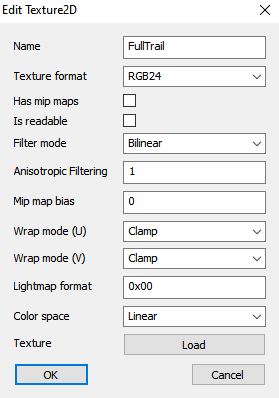 Edit Texture2D
Name FullTrail
Texture format RGB24
Has mip maps
Is readable
Filter mode Bilinear
Anisotropic Filtering 1
Mip map bias 0
Wrap mode (U) Clamp
Wrap mode (V) Clamp
Lightmap format 0x00
Color space Linear
Texture Load
OK Cancel